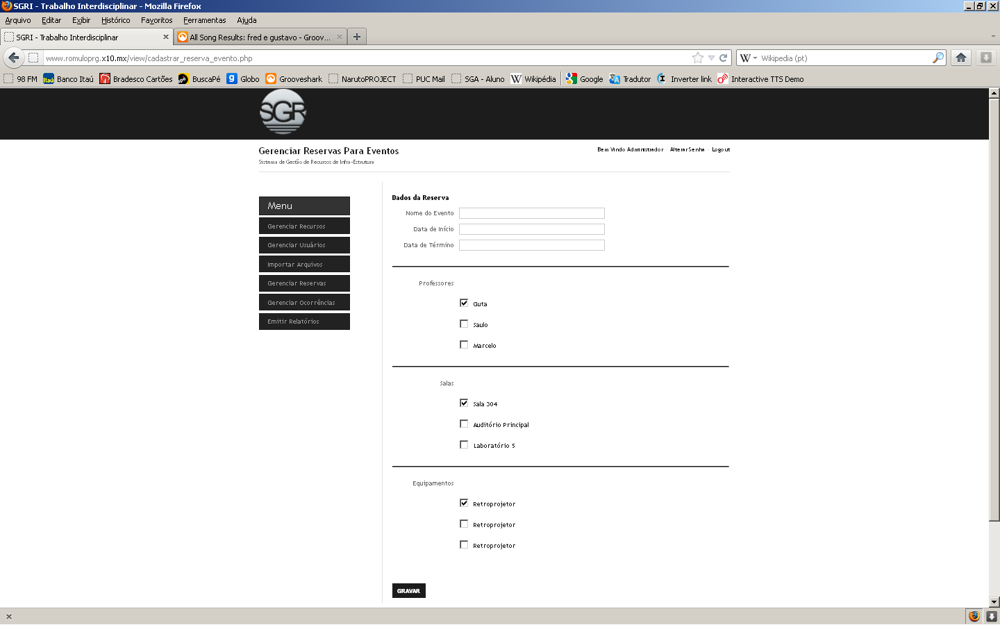 SGRI - Trabalho Interdisciplinar - Mozilla Firefox
Arquivo Editar Exibir Histórico Favoritos Ferramentas Ajuda
SGRI - Trabalho Interdisciplinar All Song Results: fred e gustavo - Groov...
www.romuloprg.x10.mx/view/cadastrar_reserva_evento.php W Wikipedia (pt)
98 FM Itaú Banco Itaú Bradesco Cartões BuscaPé Globo Grooveshark NarutoPROJECT PUC Mail SGA - Aluno W Wikipédia Google Tradutor Inverter link Interactive TTS Demo
SGR
Gerenciar Reservas Para Eventos
Bem Vindo Administrador - Alterar Senha - Logout
Sistema de Gestão de Recursos de Infra-Estrutura
Menu
Gerenciar Recursos
Gerenciar Usuários
Importar Arquivos
Gerenciar Reservas
Gerenciar Ocorrências
Emitir Relatórios
Dados da Reserva
Nome do Evento
Data de Início
Data de Término
Professores
Guta
Saulo
Marcelo
Salas
Sala 304
Auditório Principal
Laboratório 5
Equipamentos
Retroprojetor
Retroprojetor
Retroprojetor
GRAVAR